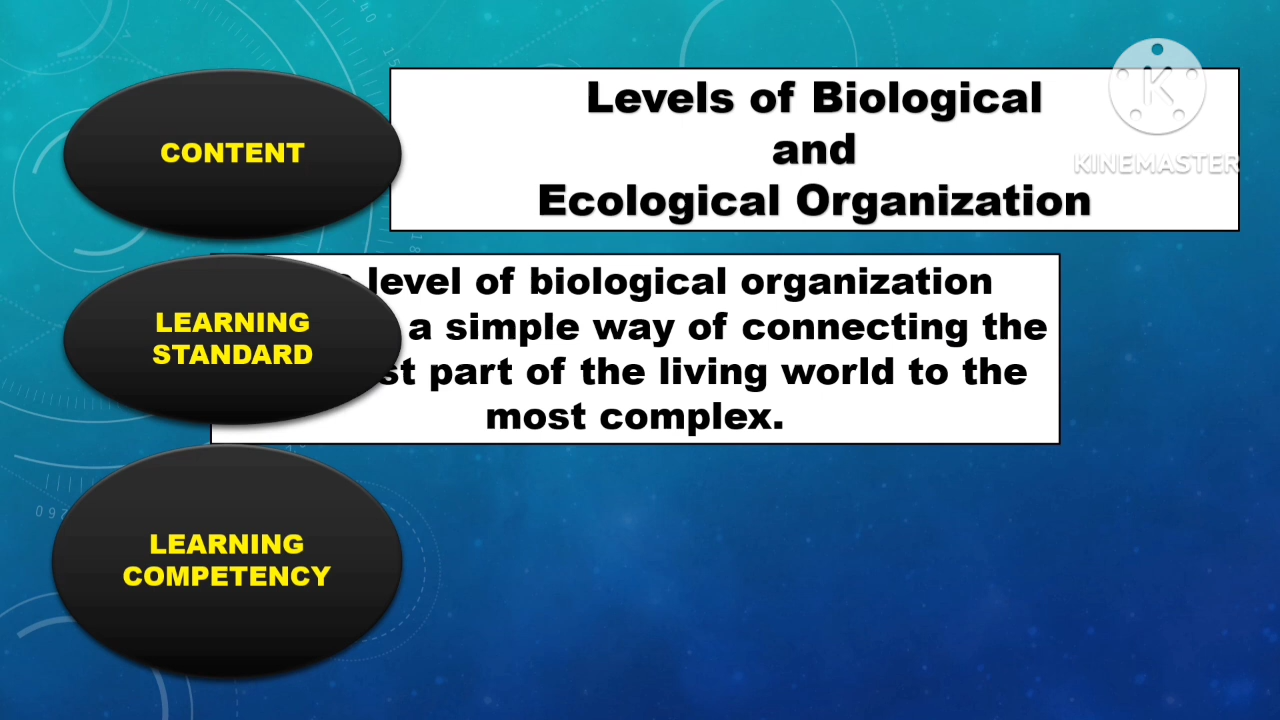 CONTENT
Levels of Biological
and
Ecological Organization
KINEMASTER
LEARNING
STANDARD
level of biological organization
a simple way of connecting the
part of the living world to the
most complex.
LEARNING
COMPETENCY